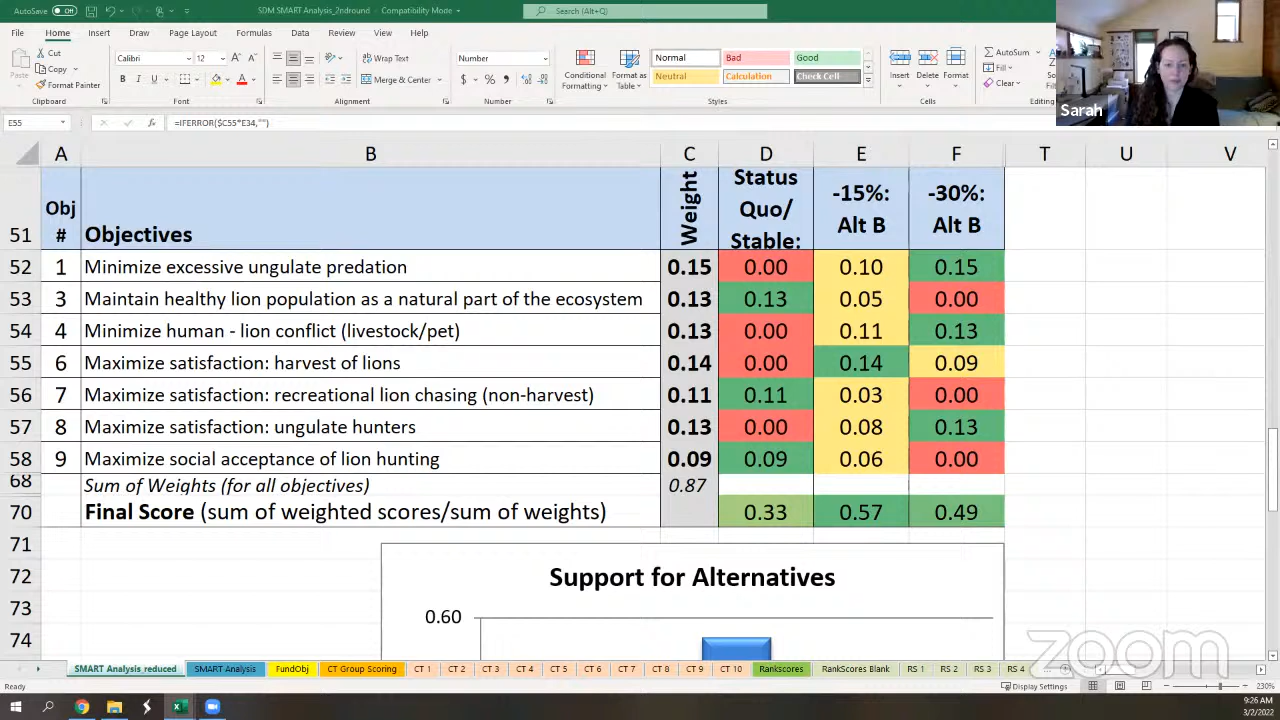 AutoSave Off SDM SMART Analysis_2ndround - Compatibility Mode Search (Alt+Q)
File Home Insert Draw Page Layout Formulas Data Review View Help
Cut
Copy
Format Painter
Paste
Clipboard
Calibri 12
B I U
Font
Wrap Text
Merge & Center
Alignment
Number
$ % ,
Number
Conditional Formatting
Format as Table
Normal Bad Good
Neutral Calculation Check Cell
Styles
Insert Delete Format
Cells
AutoSum
Fill
Clear
Editing
Sarah
E55 =IFERROR($C55*E34,"")
A B C D E F T U V
51 Obj # Objectives Weight Status Quo/ Stable: -15%: Alt B -30%: Alt B
52 1 Minimize excessive ungulate predation 0.15 0.00 0.10 0.15
53 3 Maintain healthy lion population as a natural part of the ecosystem 0.13 0.13 0.05 0.00
54 4 Minimize human - lion conflict (livestock/pet) 0.13 0.00 0.11 0.13
55 6 Maximize satisfaction: harvest of lions 0.14 0.00 0.14 0.09
56 7 Maximize satisfaction: recreational lion chasing (non-harvest) 0.11 0.11 0.03 0.00
57 8 Maximize satisfaction: ungulate hunters 0.13 0.00 0.08 0.13
58 9 Maximize social acceptance of lion hunting 0.09 0.09 0.06 0.00
68 Sum of Weights (for all objectives) 0.87
70 Final Score (sum of weighted scores/sum of weights) 0.33 0.57 0.49
71
72 Support for Alternatives
73 0.60
74
zoom
SMART Analysis_reduced SMART Analysis FundObj CT Group Scoring CT 1 CT 2 CT 3 CT 4 CT 5 CT 6 CT 7 CT 8 CT 9 CT 10 RankScores RankScores Blank RS 1 RS 2 RS 3 RS 4 ...
Ready Display Settings 230%
9:26 AM
3/2/2022